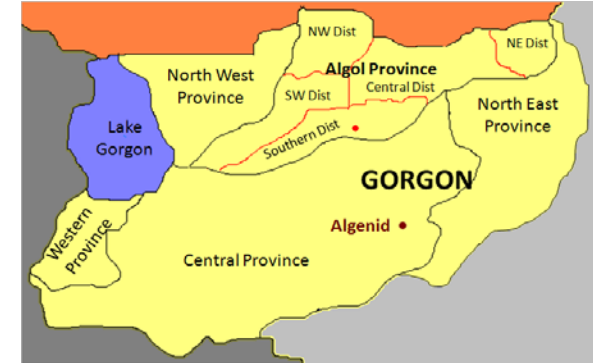 NW Dist
NE Dist
North West
Province
Algol Province
SW Dist
Central Dist
North East
Province
Lake
Gorgon
Southern Dist
GORGON
Western
Province
Algenid
Central Province